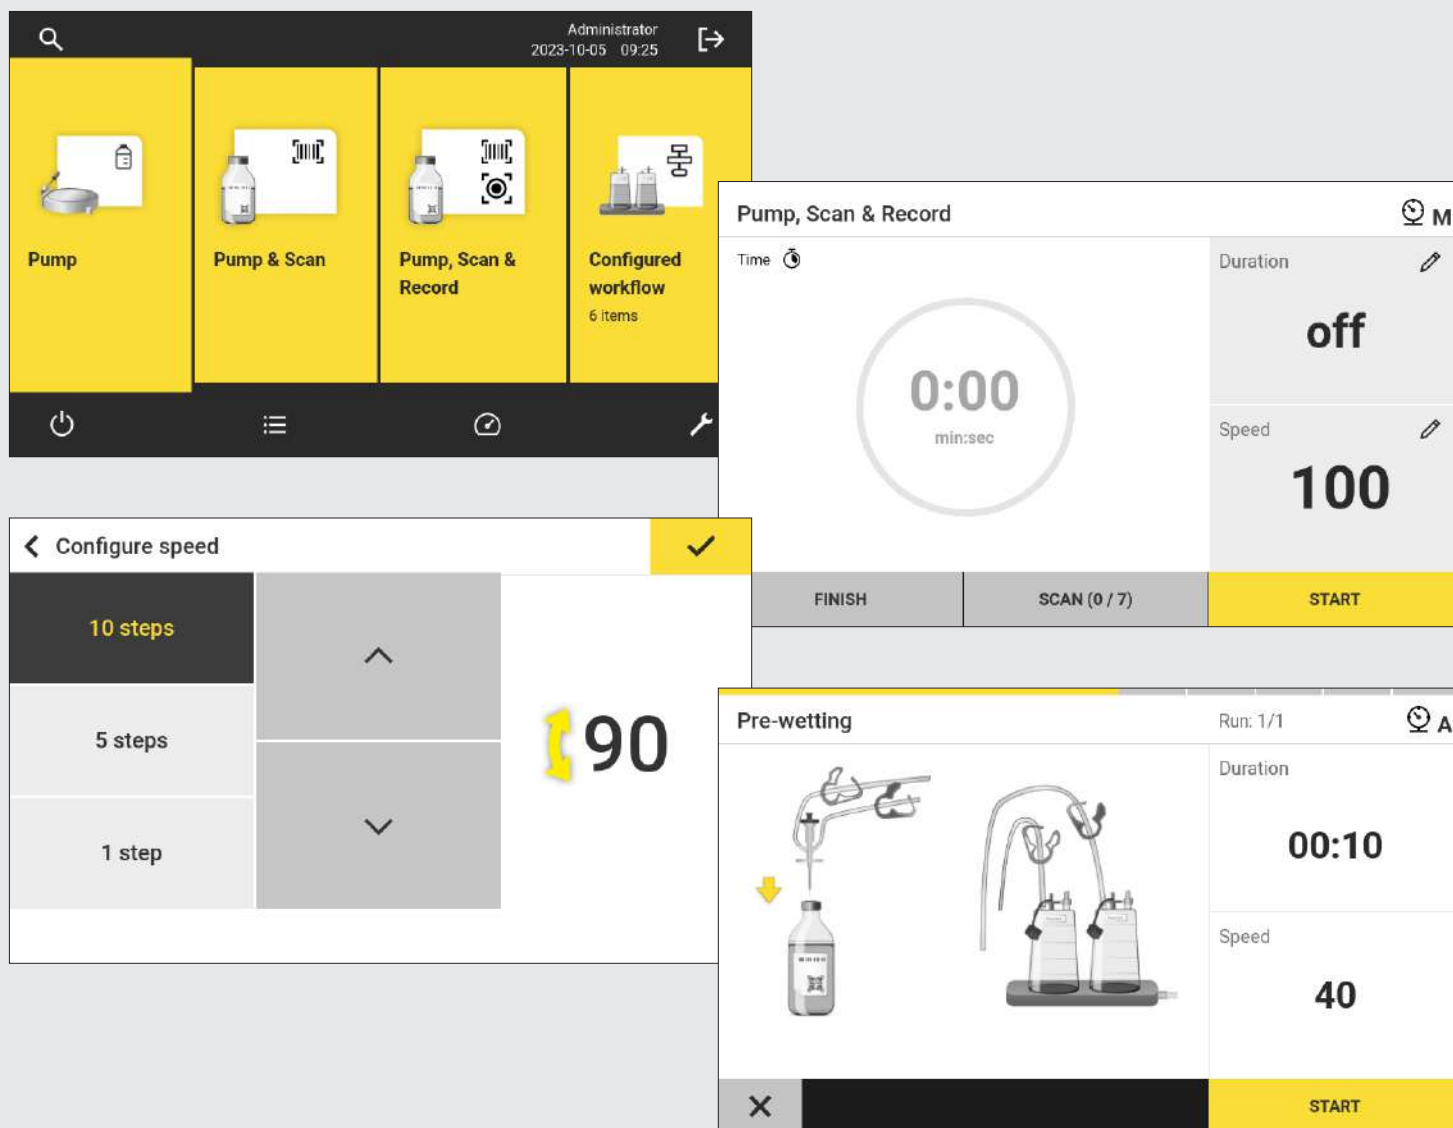 Administrator
2023-10-05 09:25
Pump
Pump & Scan
Pump, Scan &
Record
Configured
workflow
6 items
Pump, Scan & Record
M
Time
0:00
min:sec
Duration
off
Speed
100
FINISH
SCAN (0 / 7)
START
Configure speed
10 steps
5 steps
1 step
90
Pre-wetting
Run: 1/1
A
Duration
00:10
Speed
40
START